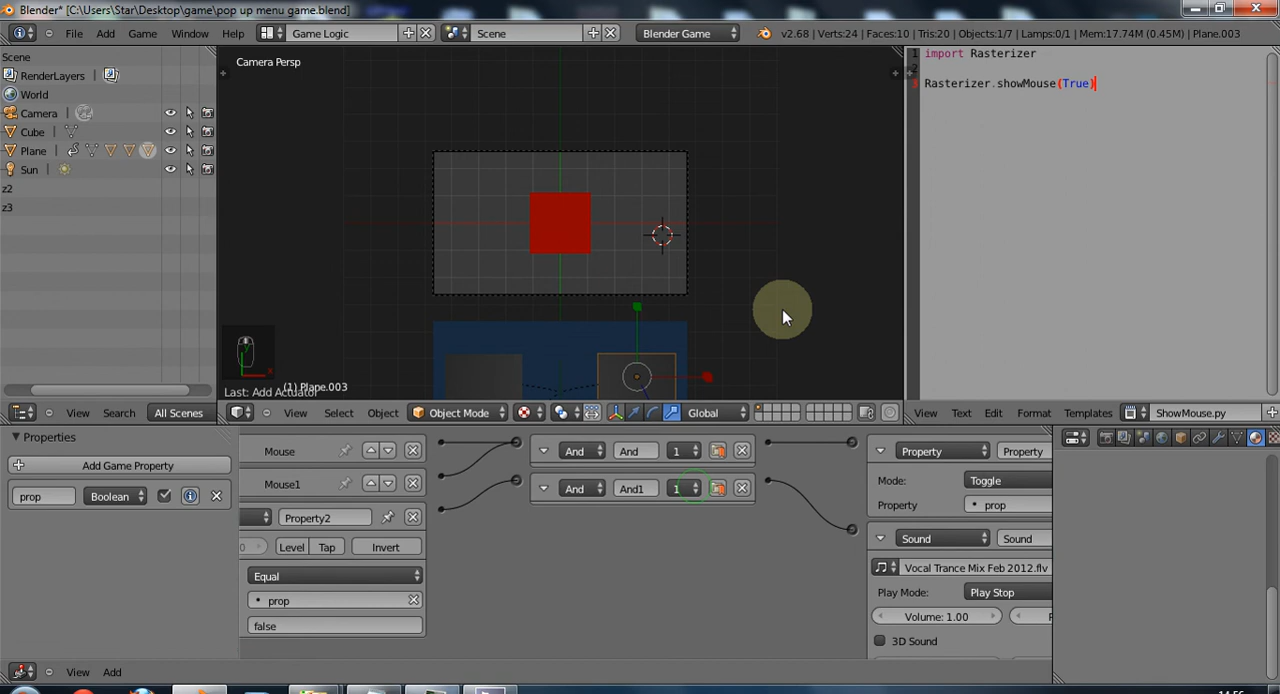 Blender* [C:\Users\Star\Desktop\game\pop up menu game.blend]
File Add Game Window Help Game Logic Scene Blender Game v2.68 | Verts:24 | Faces:10 | Tris:20 | Objects:1/7 | Lamps:0/1 | Mem:17.74M (0.45M) | Plane.003
Scene
RenderLayers |
World
Camera |
Cube |
Plane |
Sun |
z2
z3
View Search All Scenes
Camera Persp
(1) Plane.003
Last: Add Actuator
View Select Object Object Mode Global
1 import Rasterizer
2
3 Rasterizer.showMouse(True)
View Text Edit Format Templates ShowMouse.py
Properties
Add Game Property
prop Boolean
Mouse
Mouse1
Property2
Level Tap Invert
Equal
prop
false
And And 1
And And1 1
Property Property
Mode: Toggle
Property prop
Sound Sound
Vocal Trance Mix Feb 2012.flv
Play Mode: Play Stop
Volume: 1.00
3D Sound
View Add